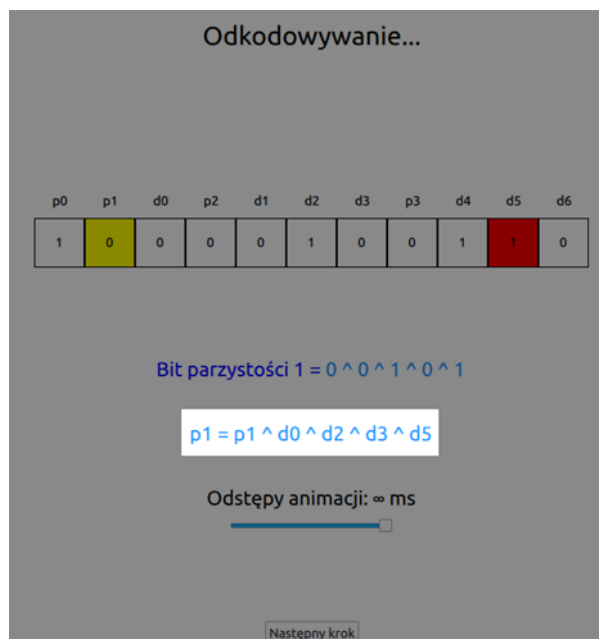 Odkodowywanie...
p0 p1 d0 p2 d1 d2 d3 p3 d4 d5 d6
1 0 0 0 0 1 0 0 1 1 0
Bit parzystości 1 = 0 ^ 0 ^ 1 ^ 0 ^ 1
p1 = p1 ^ d0 ^ d2 ^ d3 ^ d5
Odstępy animacji: ∞ ms
Następny krok